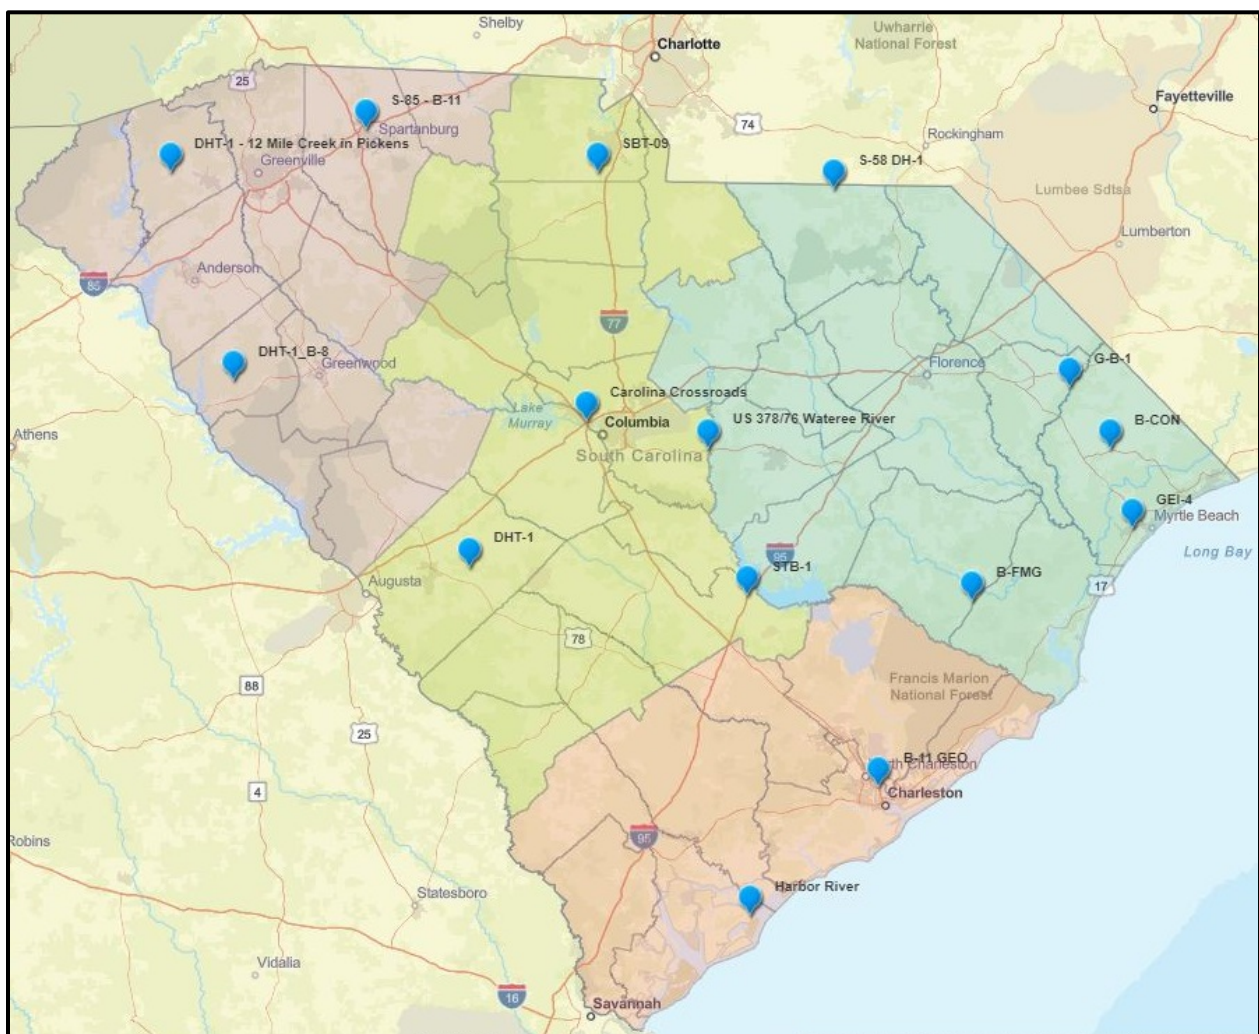 Shelby
Charlotte
Uwharrie
National Forest
25
S-85 - B-11
Spartanburg
Fayetteville
74
Rockingham
DHT-1 - 12 Mile Creek in Pickens
Greenville
SBT-09
S-58 DH-1
Lumbee Sdtsa
Lumberton
Anderson
85
77
DHT-1_B-8
Greenwood
Florence
G-B-1
Carolina Crossroads
Lake
Murray
Columbia
US 378/76 Wateree River
B-CON
Athens
South Carolina
GEI-4
Myrtle Beach
DHT-1
95
Long Bay
STB-1
B-FMG
Augusta
17
78
88
Francis Marion
National Forest
25
B-11 GEO
rth Charleston
Charleston
4
95
Robins
Harbor River
Statesboro
Vidalia
16
Savannah